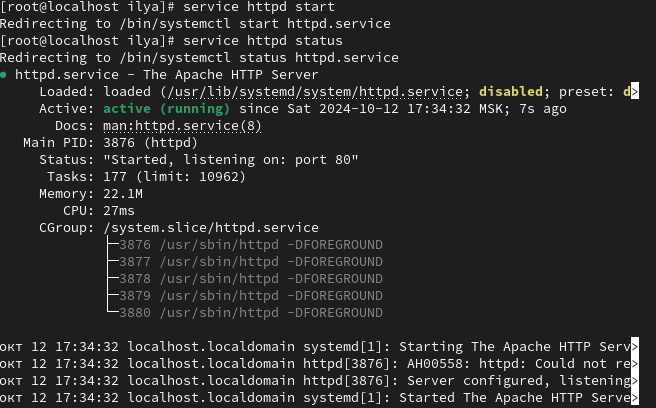 [root@localhost ilya]# service httpd start
Redirecting to /bin/systemctl start httpd.service
[root@localhost ilya]# service httpd status
Redirecting to /bin/systemctl status httpd.service
● httpd.service - The Apache HTTP Server
     Loaded: loaded (/usr/lib/systemd/system/httpd.service; disabled; preset: d>
     Active: active (running) since Sat 2024-10-12 17:34:32 MSK; 7s ago
       Docs: man:httpd.service(8)
   Main PID: 3876 (httpd)
     Status: "Started, listening on: port 80"
      Tasks: 177 (limit: 10962)
     Memory: 22.1M
        CPU: 27ms
     CGroup: /system.slice/httpd.service
             ├─3876 /usr/sbin/httpd -DFOREGROUND
             ├─3877 /usr/sbin/httpd -DFOREGROUND
             ├─3878 /usr/sbin/httpd -DFOREGROUND
             ├─3879 /usr/sbin/httpd -DFOREGROUND
             └─3880 /usr/sbin/httpd -DFOREGROUND
окт 12 17:34:32 localhost.localdomain systemd[1]: Starting The Apache HTTP Serv>
окт 12 17:34:32 localhost.localdomain httpd[3876]: AH00558: httpd: Could not re>
окт 12 17:34:32 localhost.localdomain httpd[3876]: Server configured, listening>
окт 12 17:34:32 localhost.localdomain systemd[1]: Started The Apache HTTP Serve>